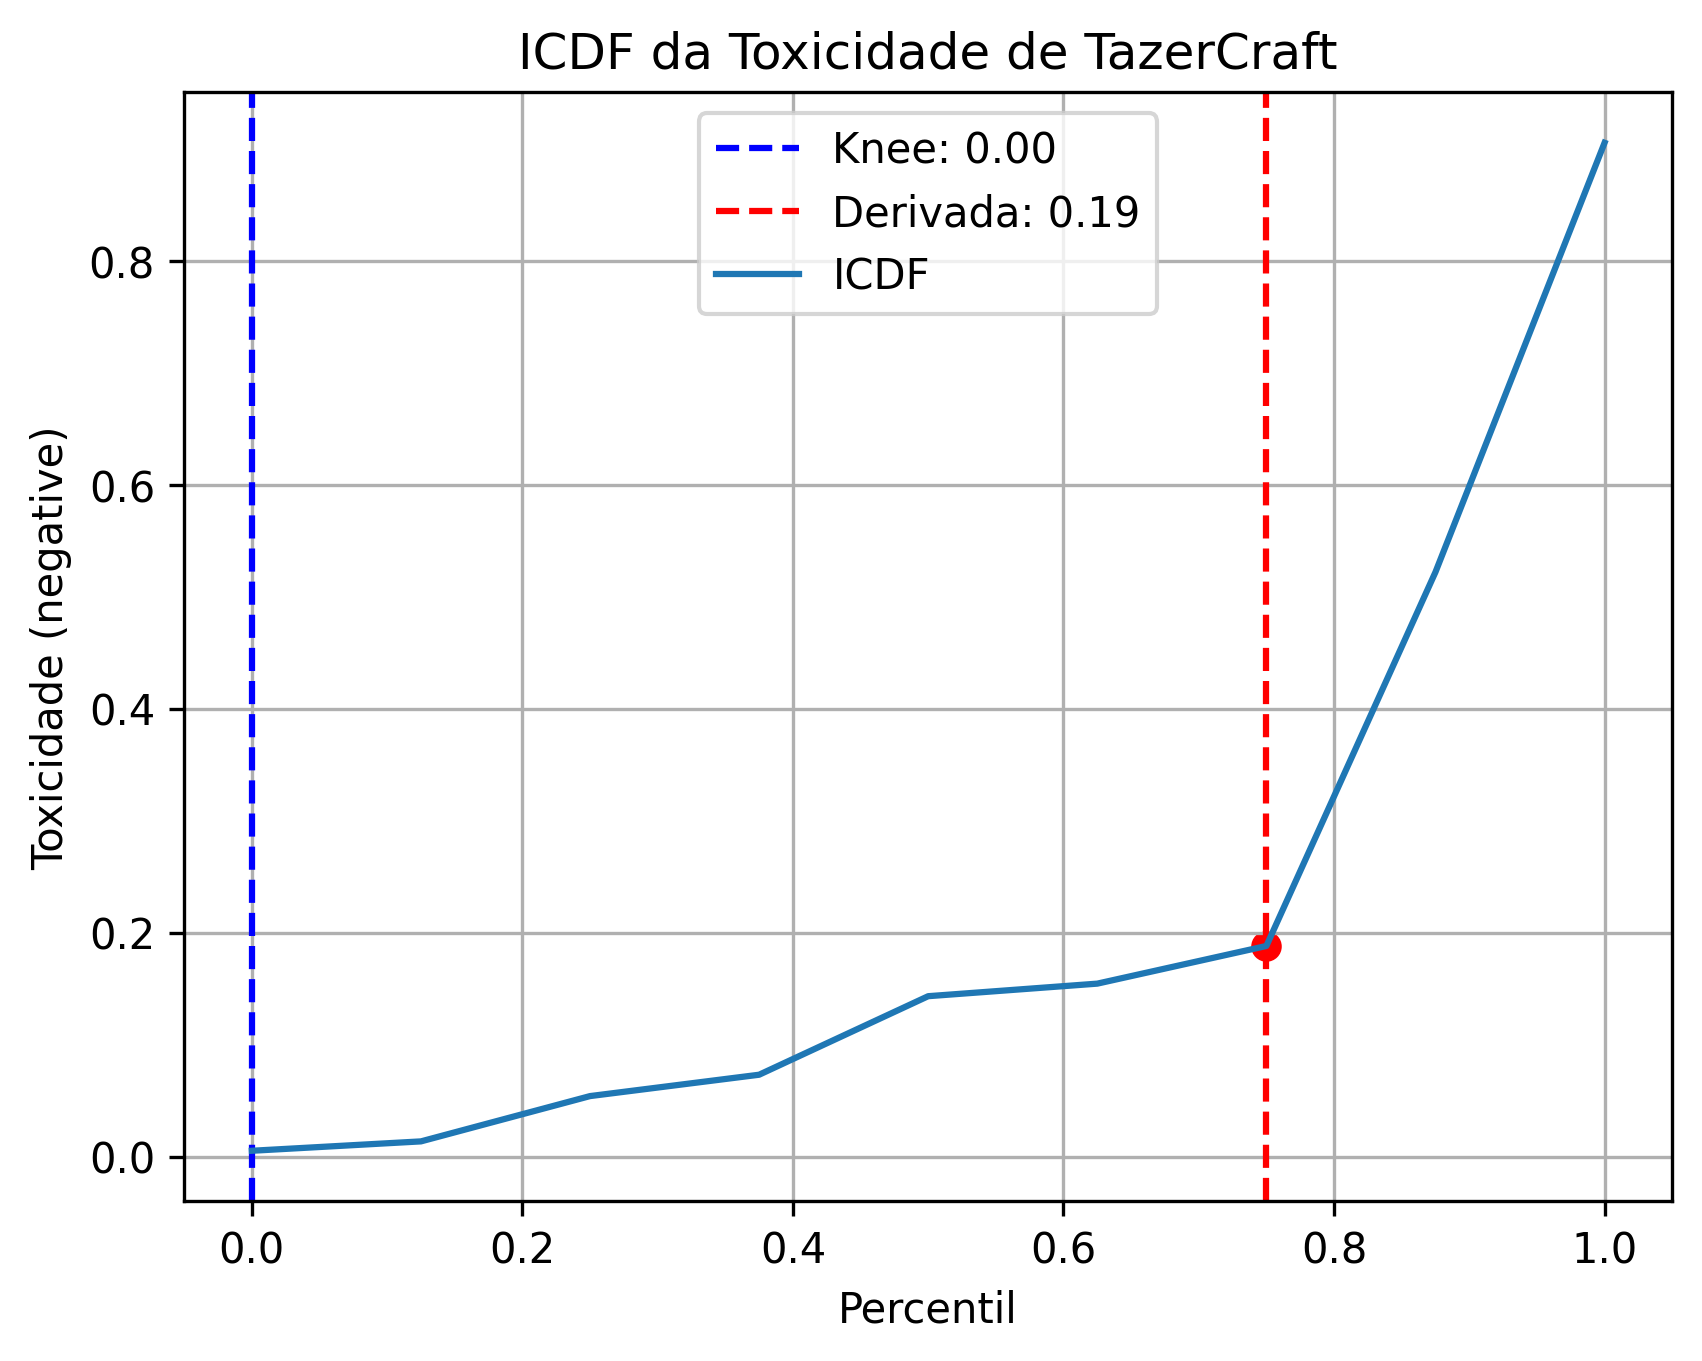 ICDF da Toxicidade de TazerCraft
Knee: 0.00
Derivada: 0.19
ICDF
Toxicidade (negative)
0.8
0.6
0.4
0.2
0.0
0.0 0.2 0.4 0.6 0.8 1.0
Percentil